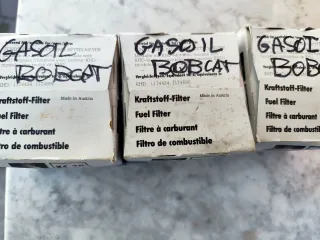 GASOIL
BOBCAT
Made in Austria
Kraftstoff-Filter
Fuel Filter
Filtre à carburant
Filtro de combustible
GASOIL
BOBCAT
Made in Austria
Kraftstoff-Filter
Fuel Filter
Filtre à carburant
Filtro de combustible
GASOI
BOB
Kraftstoff-Filter
Fuel Filter
Filtre à carburant
Filtro de combustible